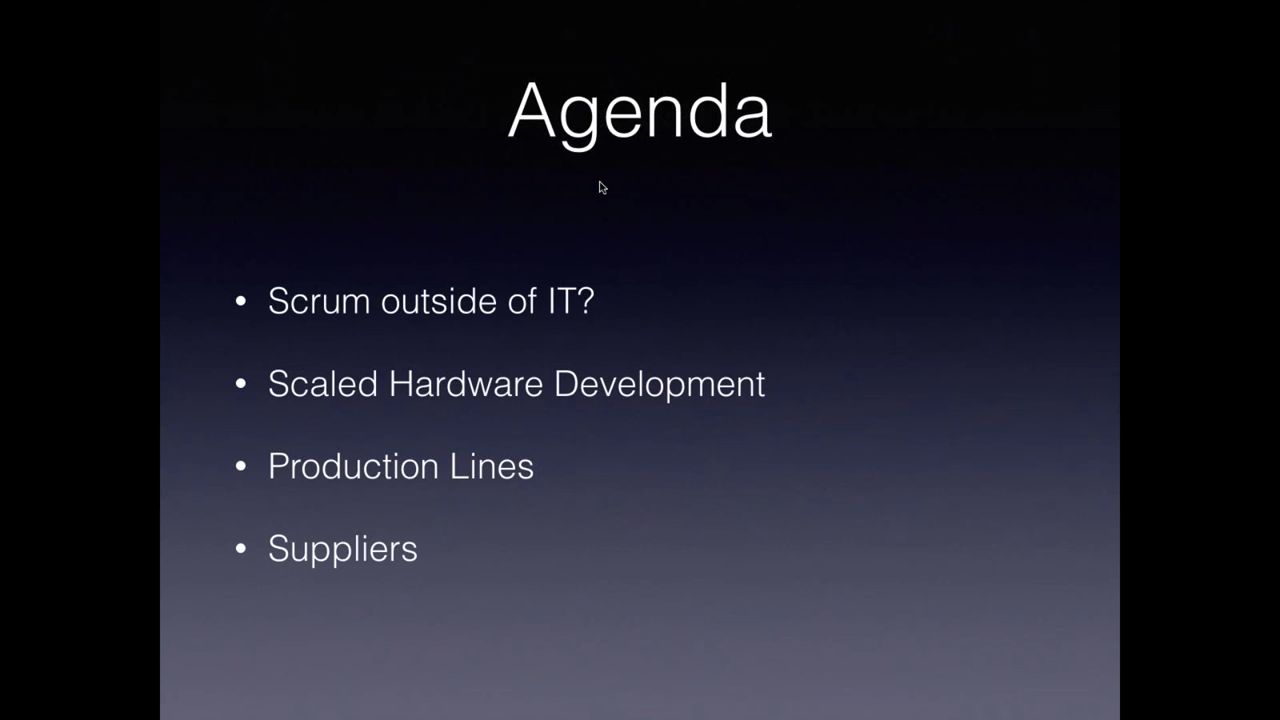 Agenda
• Scrum outside of IT?
• Scaled Hardware Development
• Production Lines
• Suppliers